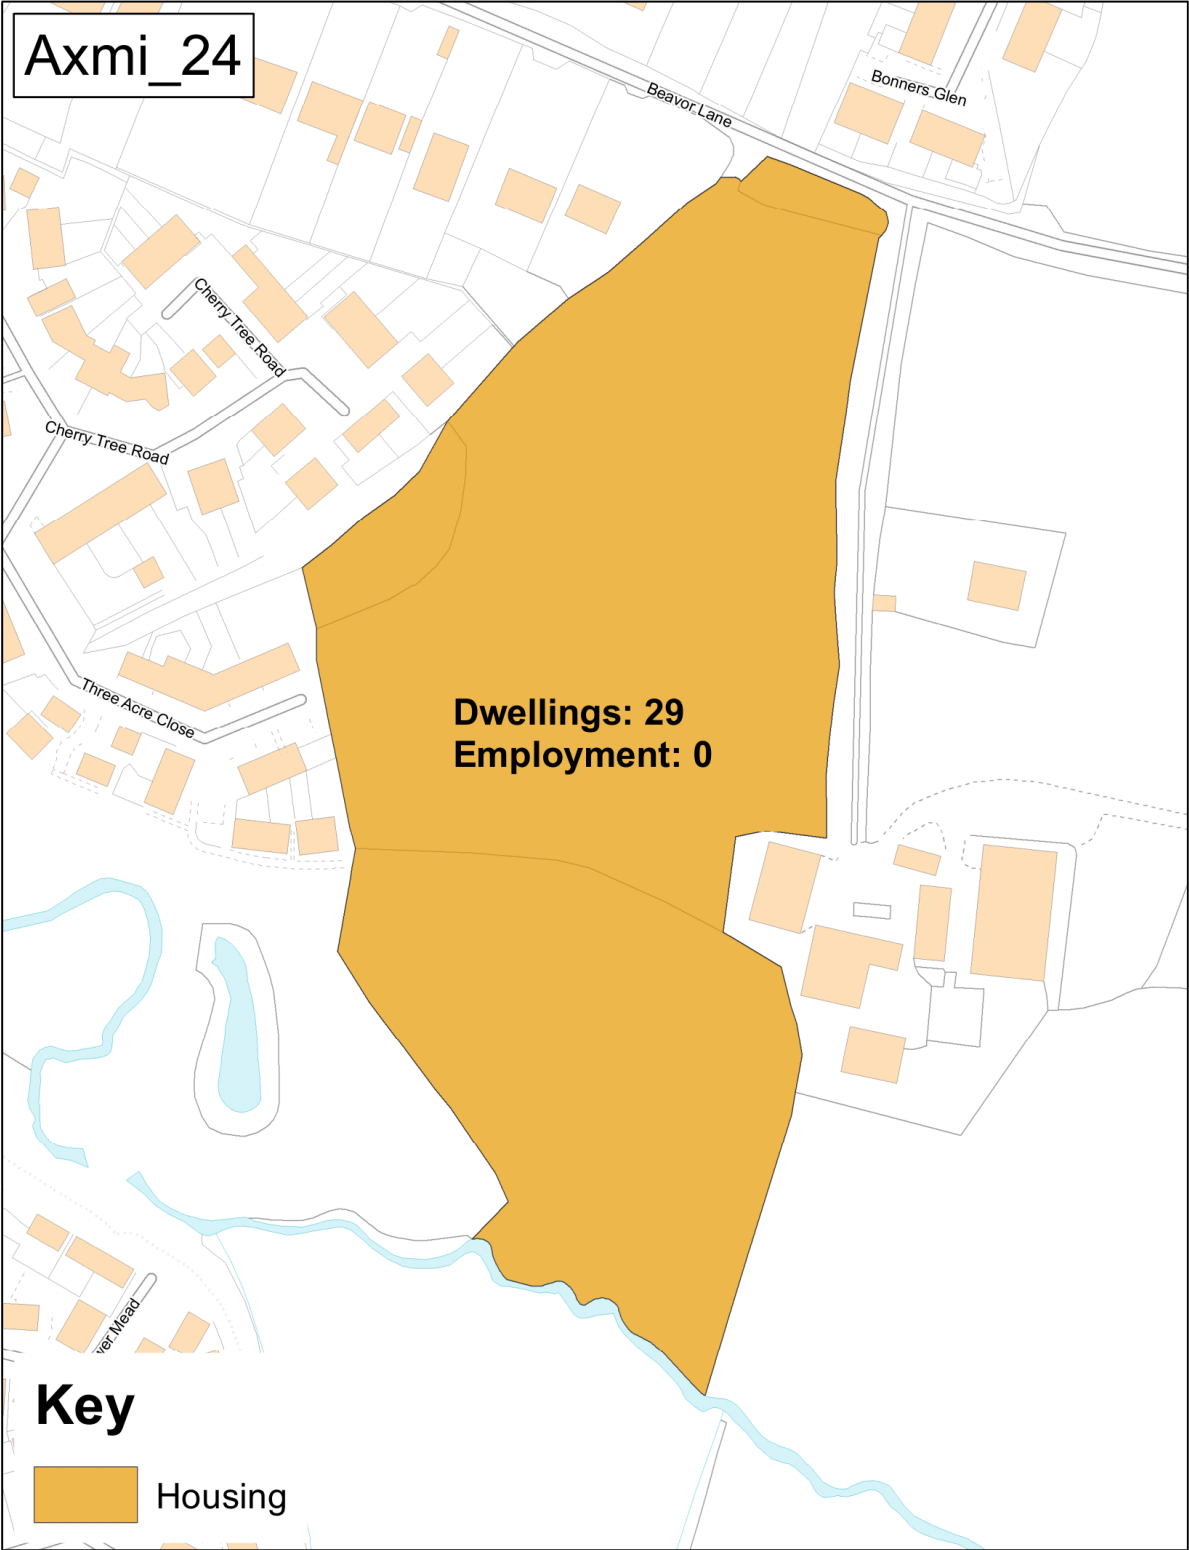 Axmi_24
Beavor Lane
Bonners Glen
Cherry Tree Road
Cherry Tree Road
Three Acre Close
Dwellings: 29
Employment: 0
Mead
Key
Housing